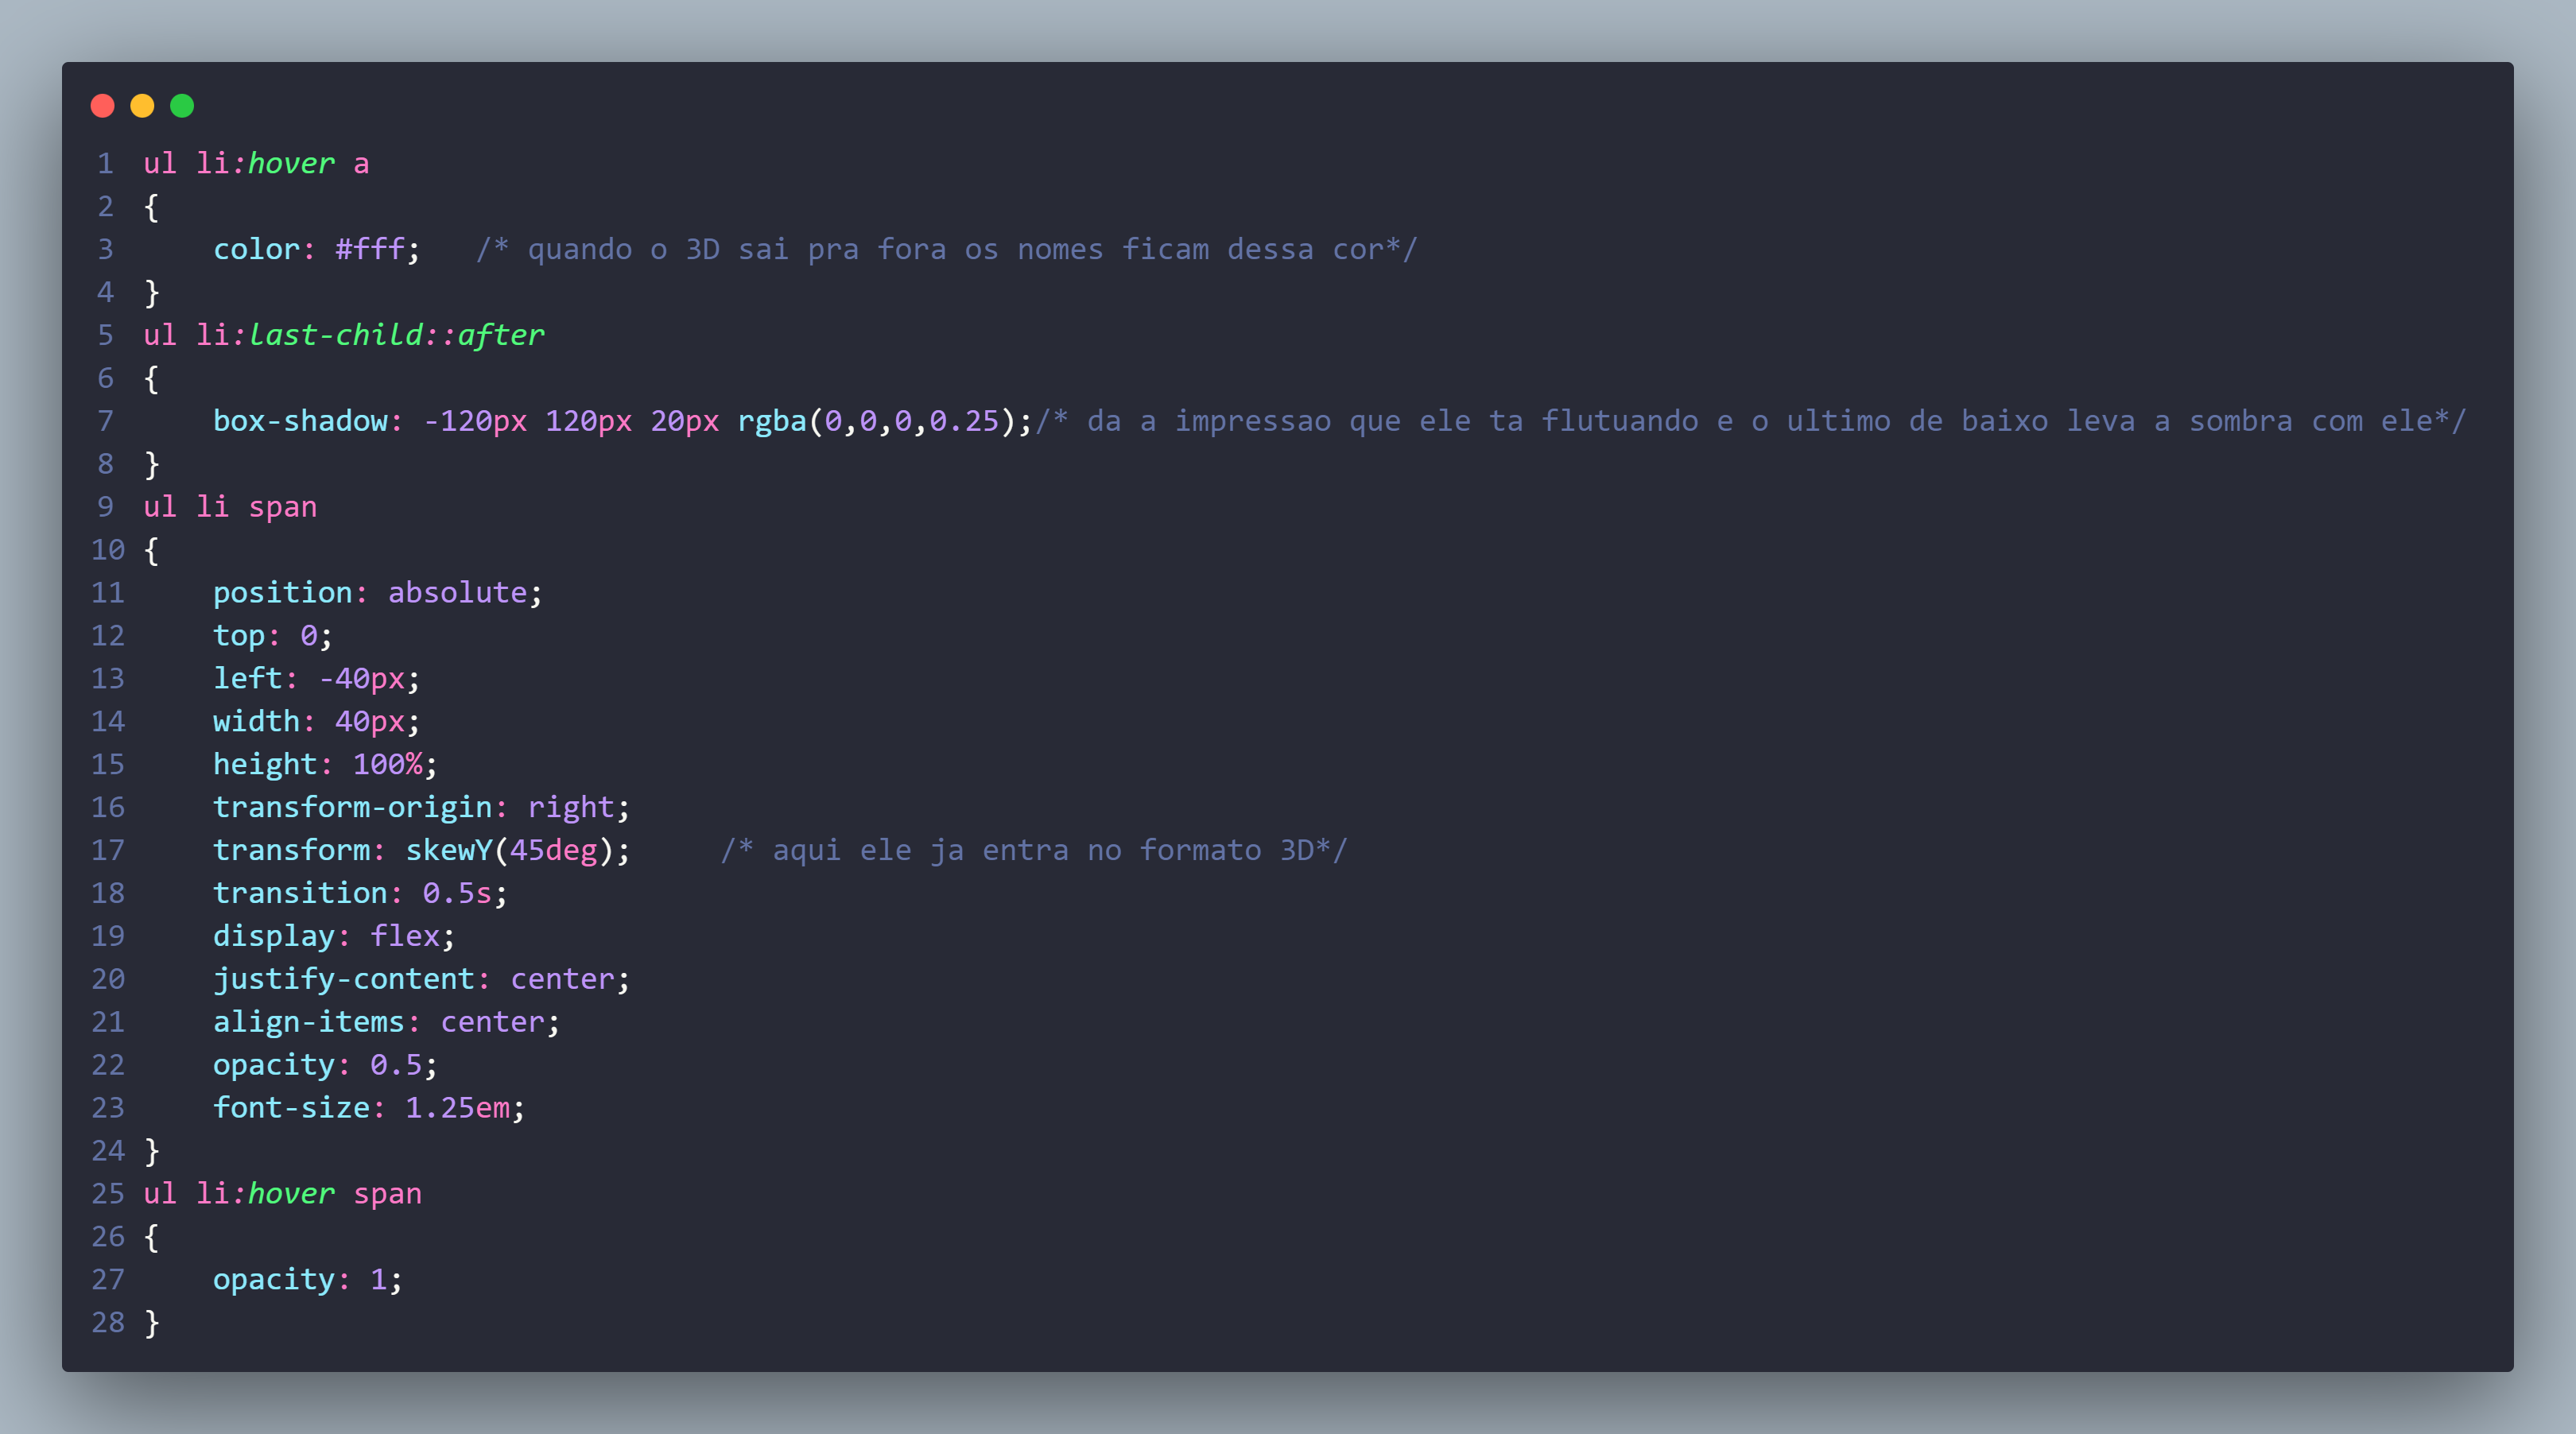 1 ul li:hover a
2 {
3     color: #fff;   /* quando o 3D sai pra fora os nomes ficam dessa cor*/
4 }
5 ul li:last-child::after
6 {
7     box-shadow: -120px 120px 20px rgba(0,0,0,0.25);/* da a impressao que ele ta flutuando e o ultimo de baixo leva a sombra com ele*/
8 }
9 ul li span
10 {
11     position: absolute;
12     top: 0;
13     left: -40px;
14     width: 40px;
15     height: 100%;
16     transform-origin: right;
17     transform: skewY(45deg);     /* aqui ele ja entra no formato 3D*/
18     transition: 0.5s;
19     display: flex;
20     justify-content: center;
21     align-items: center;
22     opacity: 0.5;
23     font-size: 1.25em;
24 }
25 ul li:hover span
26 {
27     opacity: 1;
28 }